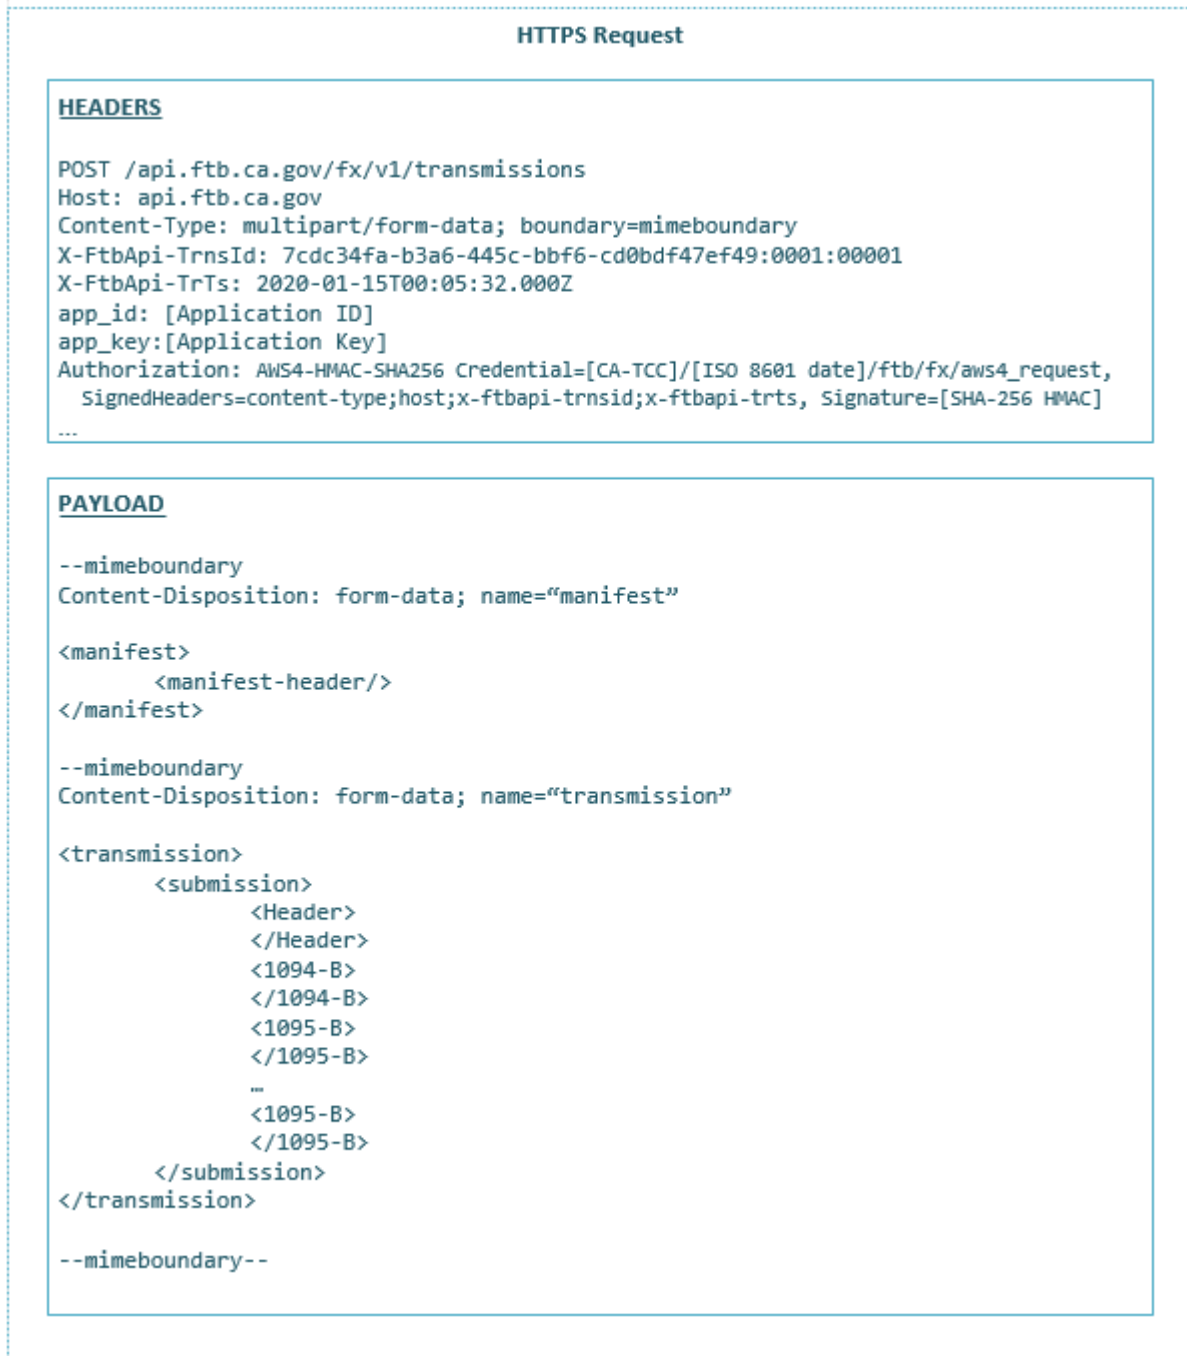 HTTPS Request
HEADERS
POST /api.ftb.ca.gov/fx/v1/transmissions
Host: api.ftb.ca.gov
Content-Type: multipart/form-data; boundary=mimeboundary
X-FtbApi-TrnsId: 7cdc34fa-b3a6-445c-bbf6-cd0bdf47ef49:0001:00001
X-FtbApi-TrTs: 2020-01-15T00:05:32.000Z
app_id: [Application ID]
app_key:[Application Key]
Authorization: AWS4-HMAC-SHA256 Credential=[CA-TCC]/[ISO 8601 date]/ftb/fx/aws4_request,
SignedHeaders=content-type;host;x-ftbapi-trnsid;x-ftbapi-trts, Signature=[SHA-256 HMAC]
...
PAYLOAD
--mimeboundary
Content-Disposition: form-data; name=“manifest”
<manifest>
<manifest-header/>
</manifest>
--mimeboundary
Content-Disposition: form-data; name=“transmission”
<transmission>
<submission>
<Header>
</Header>
<1094-B>
</1094-B>
<1095-B>
</1095-B>
…
<1095-B>
</1095-B>
</submission>
</transmission>
--mimeboundary--